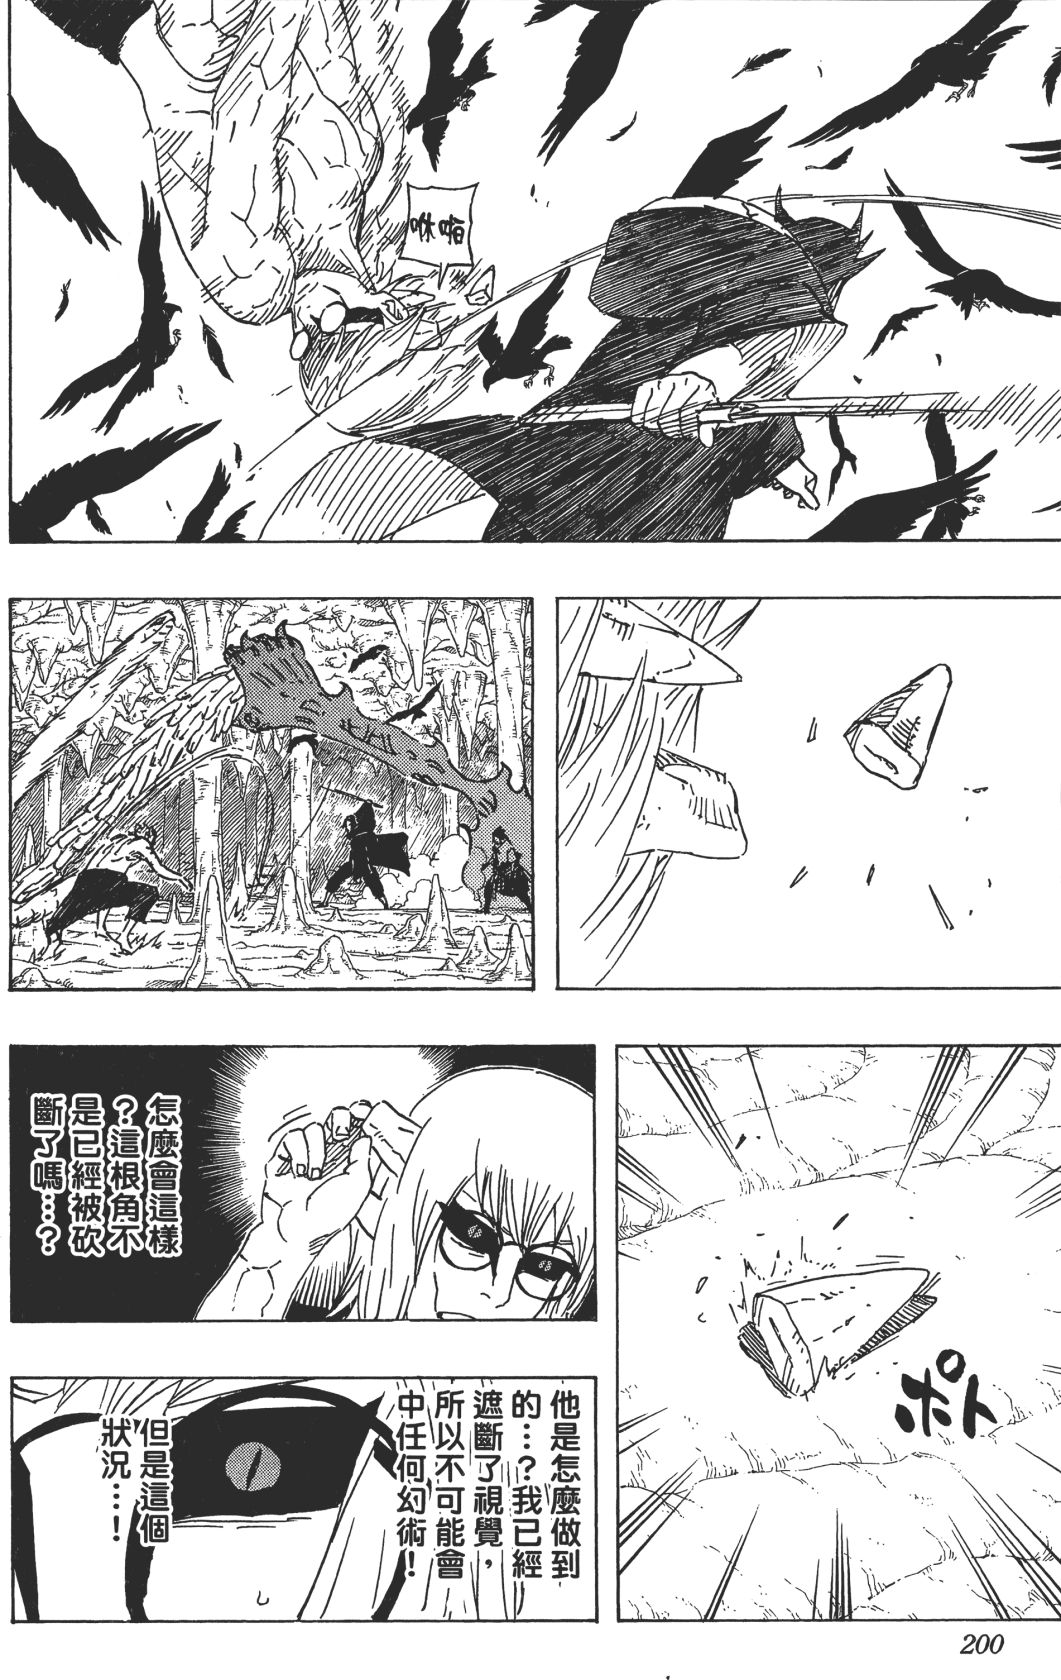 咻啪
ポト
怎麼會這樣
？這根角不
是已經被砍
斷了嗎…？
他是怎麼做到
的…？我已經
遮斷了視覺，
所以不可能會
中任何幻術！
但是這個
狀況…！
200